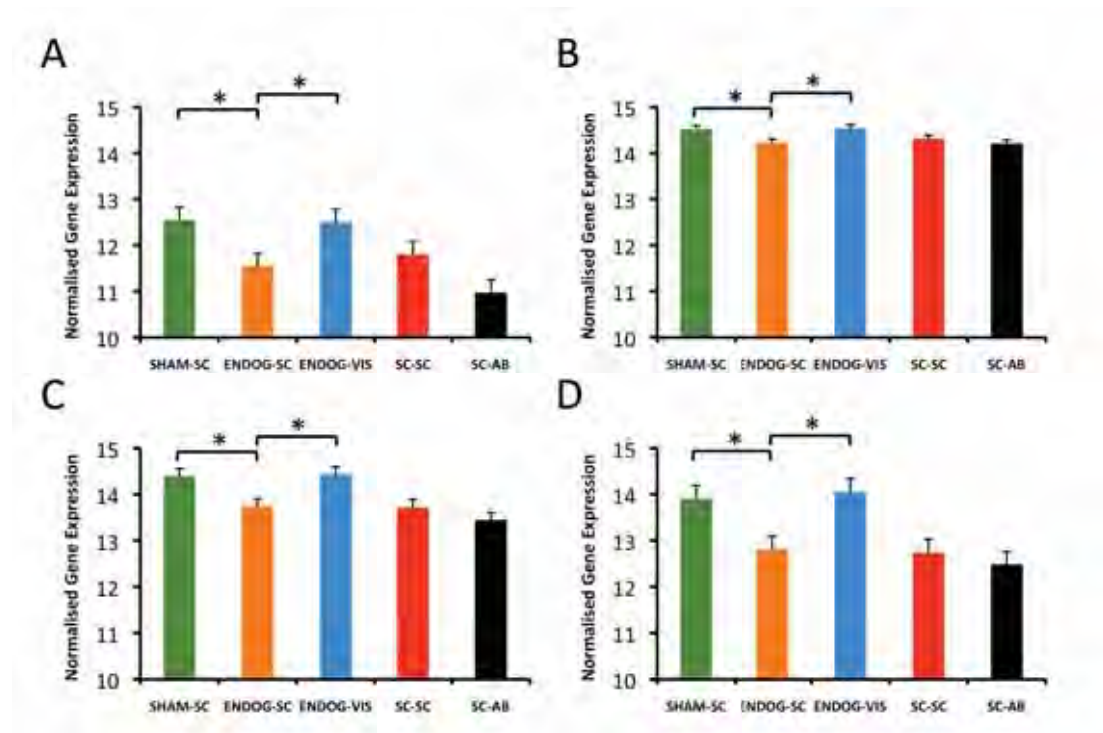 A
B
* *
* *
Normalised Gene Expression
15
14
13
12
11
10
SHAM-SC ENDOG-SC ENDOG-VIS SC-SC SC-AB
Normalised Gene Expression
15
14
13
12
11
10
SHAM-SC ENDOG-SC ENDOG-VIS SC-SC SC-AB
C
D
* *
* *
Normalised Gene Expression
15
14
13
12
11
10
SHAM-SC ENDOG-SC ENDOG-VIS SC-SC SC-AB
Normalised Gene Expression
15
14
13
12
11
10
SHAM-SC ENDOG-SC ENDOG-VIS SC-SC SC-AB